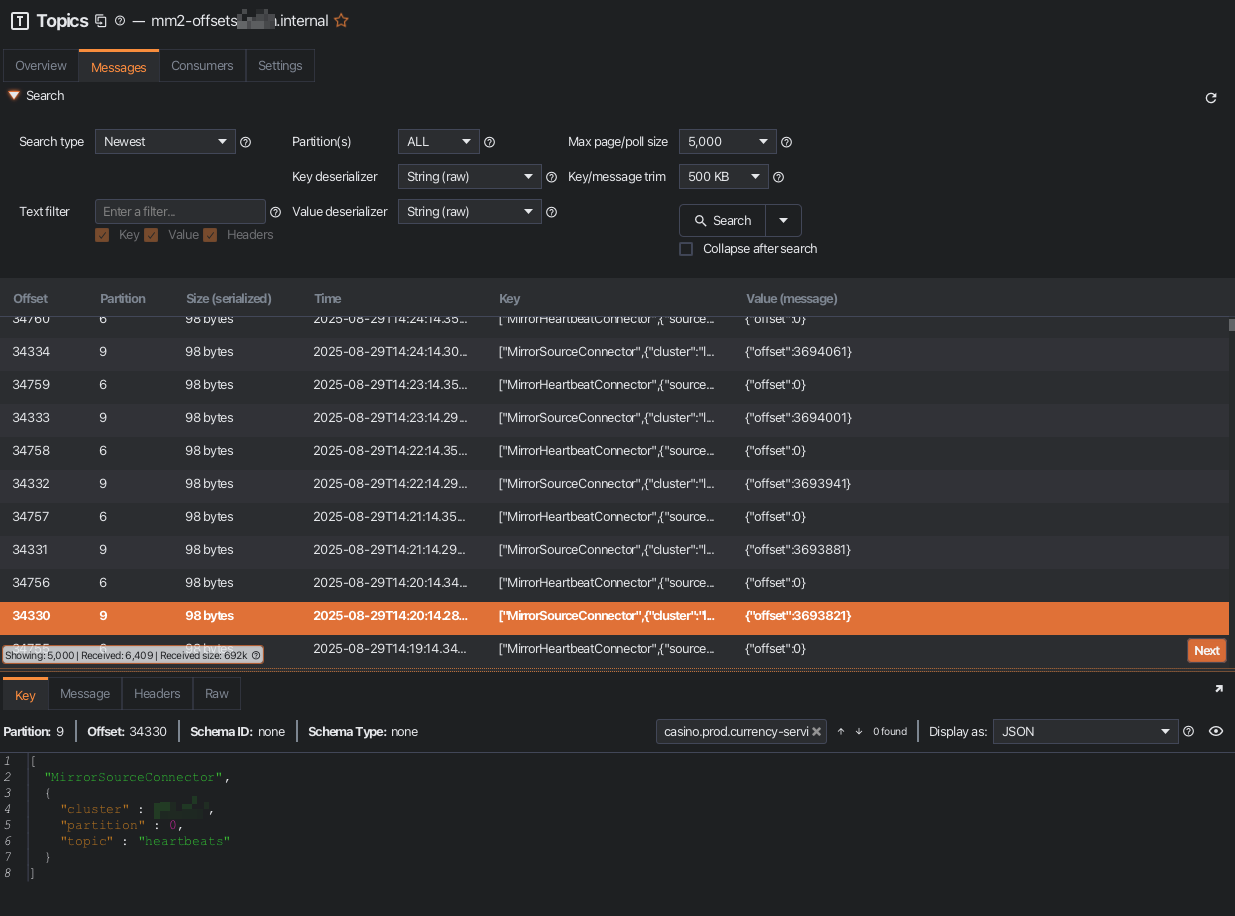 T Topics — mm2-offsets .internal
Overview Messages Consumers Settings
Search
Search type Newest Partition(s) ALL Max page/poll size 5,000
Key deserializer String (raw) Key/message trim 500 KB
Text filter Enter a filter... Value deserializer String (raw) Search
Key Value Headers
Collapse after search
Offset Partition Size (serialized) Time Key Value (message)
34760 6 98 bytes 2025-08-29T14:24:14.35... ["MirrorHeartbeatConnector",{"source... {"offset":0}
34334 9 98 bytes 2025-08-29T14:24:14.30... ["MirrorSourceConnector",{"cluster":"l... {"offset":3694061}
34759 6 98 bytes 2025-08-29T14:23:14.35... ["MirrorHeartbeatConnector",{"source... {"offset":0}
34333 9 98 bytes 2025-08-29T14:23:14.29... ["MirrorSourceConnector",{"cluster":"l... {"offset":3694001}
34758 6 98 bytes 2025-08-29T14:22:14.35... ["MirrorHeartbeatConnector",{"source... {"offset":0}
34332 9 98 bytes 2025-08-29T14:22:14.29... ["MirrorSourceConnector",{"cluster":"l... {"offset":3693941}
34757 6 98 bytes 2025-08-29T14:21:14.35... ["MirrorHeartbeatConnector",{"source... {"offset":0}
34331 9 98 bytes 2025-08-29T14:21:14.29... ["MirrorSourceConnector",{"cluster":"l... {"offset":3693881}
34756 6 98 bytes 2025-08-29T14:20:14.34... ["MirrorHeartbeatConnector",{"source... {"offset":0}
34330 9 98 bytes 2025-08-29T14:20:14.28... ["MirrorSourceConnector",{"cluster":"l... {"offset":3693821}
34755 6 98 bytes 2025-08-29T14:19:14.34... ["MirrorHeartbeatConnector",{"source... {"offset":0}
Showing: 5,000 | Received: 6,409 | Received size: 692k Next
Key Message Headers Raw
Partition: 9 Offset: 34330 Schema ID: none Schema Type: none casino.prod.currency-servi 0 found Display as: JSON
1 [
2 "MirrorSourceConnector",
3 {
4 "cluster" : ,
5 "partition" : 0,
6 "topic" : "heartbeats"
7 }
8 ]